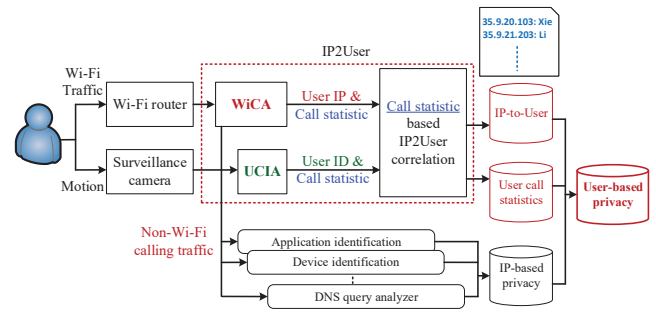 35.9.20.103: Xie
35.9.21.203: Li
IP2User
Wi-Fi
Traffic
Wi-Fi router
WiCA
User IP &
Call statistic
Call statistic
based
IP2User
correlation
IP-to-User
Motion
Surveillance
camera
UCIA
User ID &
Call statistic
User call
statistics
User-based
privacy
Non-Wi-Fi
calling traffic
Application identification
Device identification
DNS query analyzer
IP-based
privacy